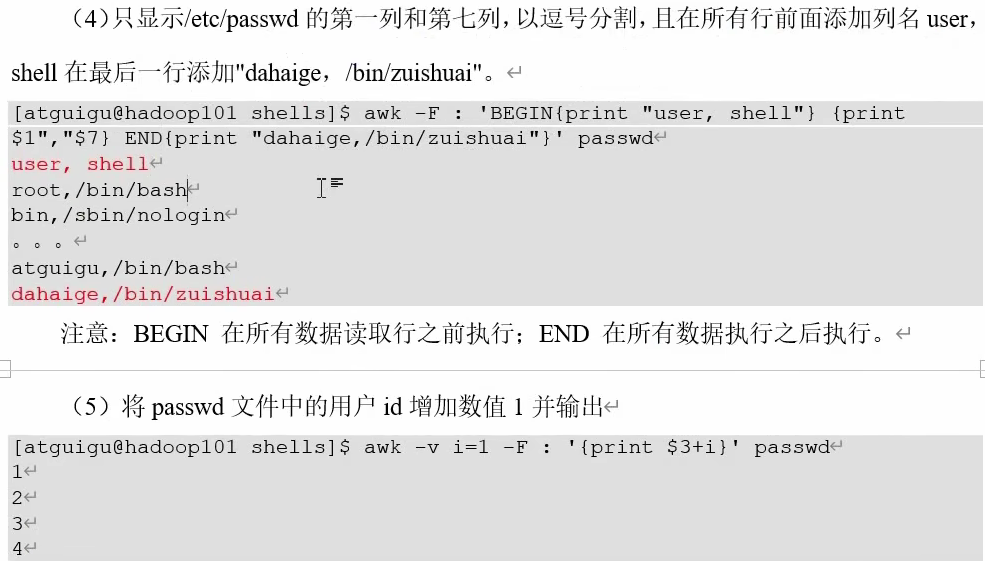 （4）只显示/etc/passwd 的第一列和第七列，以逗号分割，且在所有行前面添加列名 user，
shell 在最后一行添加"dahaige，/bin/zuishuai"。
[atguigu@hadoop101 shells]$ awk -F : 'BEGIN{print "user, shell"} {print
$1","$7} END{print "dahaige,/bin/zuishuai"}' passwd
user, shell
root,/bin/bash
bin,/sbin/nologin
。。。
atguigu,/bin/bash
dahaige,/bin/zuishuai
注意：BEGIN 在所有数据读取行之前执行；END 在所有数据执行之后执行。
（5）将 passwd 文件中的用户 id 增加数值 1 并输出
[atguigu@hadoop101 shells]$ awk -v i=1 -F : '{print $3+i}' passwd
1
2
3
4